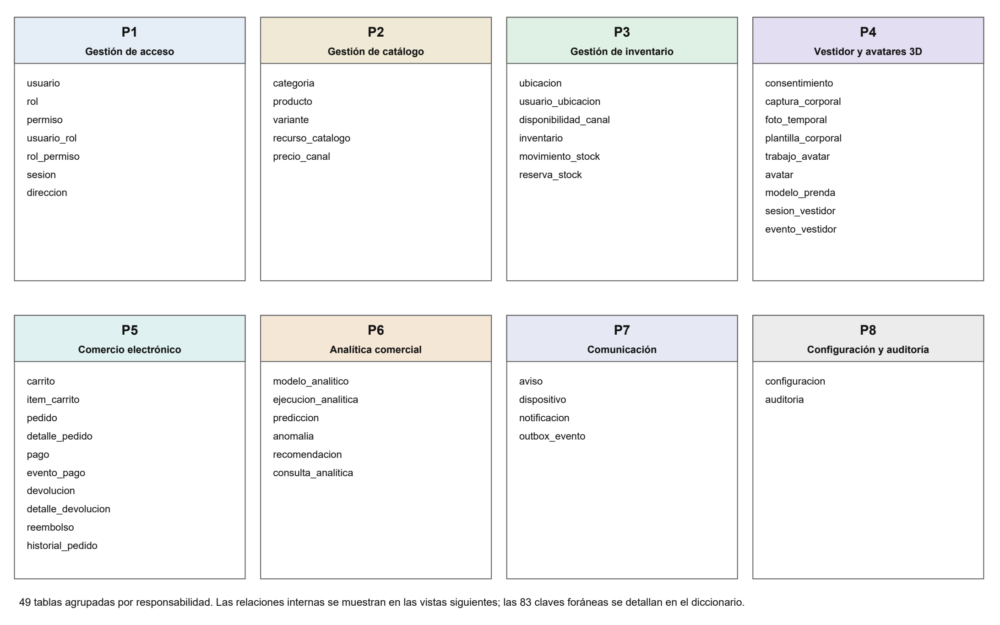 P1
Gestión de acceso
usuario
rol
permiso
usuario_rol
rol_permiso
sesion
direccion
P2
Gestión de catálogo
categoria
producto
variante
recurso_catalogo
precio_canal
P3
Gestión de inventario
ubicacion
usuario_ubicacion
disponibilidad_canal
inventario
movimiento_stock
reserva_stock
P4
Vestidor y avatares 3D
consentimiento
captura_corporal
foto_temporal
plantilla_corporal
trabajo_avatar
avatar
modelo_prenda
sesion_vestidor
evento_vestidor
P5
Comercio electrónico
carrito
item_carrito
pedido
detalle_pedido
pago
evento_pago
devolucion
detalle_devolucion
reembolso
historial_pedido
P6
Analítica comercial
modelo_analitico
ejecucion_analitica
prediccion
anomalia
recomendacion
consulta_analitica
P7
Comunicación
aviso
dispositivo
notificacion
outbox_evento
P8
Configuración y auditoría
configuracion
auditoria
49 tablas agrupadas por responsabilidad. Las relaciones internas se muestran en las vistas siguientes; las 83 claves foráneas se detallan en el diccionario.